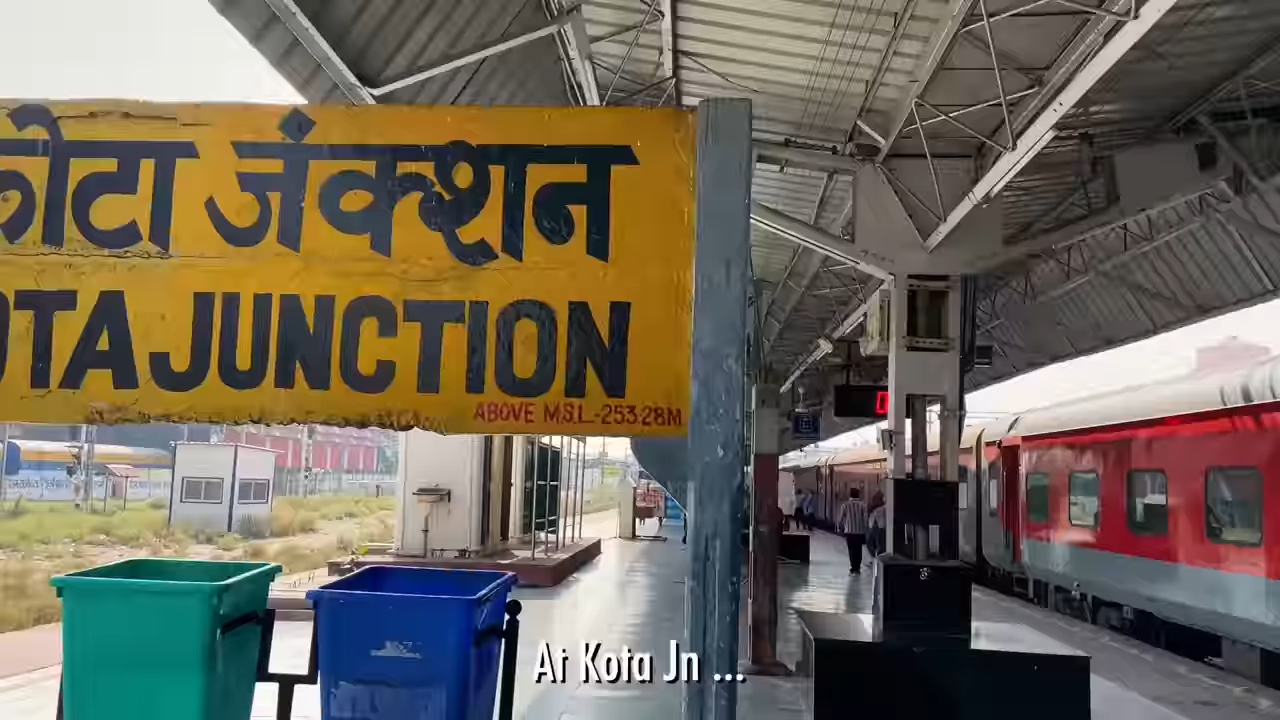 कोटा जंक्शन
OTA JUNCTION
ABOVE M.S.L-253.28M
At Kota Jn ...